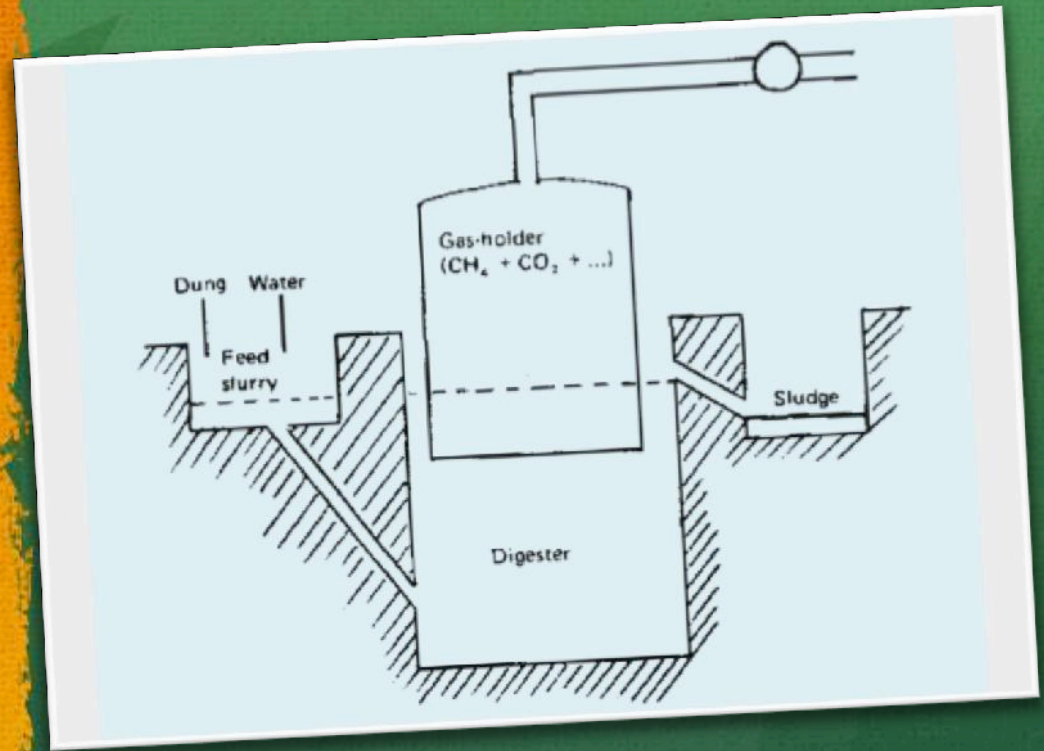 Gas-holder
(CH₄ + CO₂ + ...)
Dung Water
Feed
slurry
Sludge
Digester